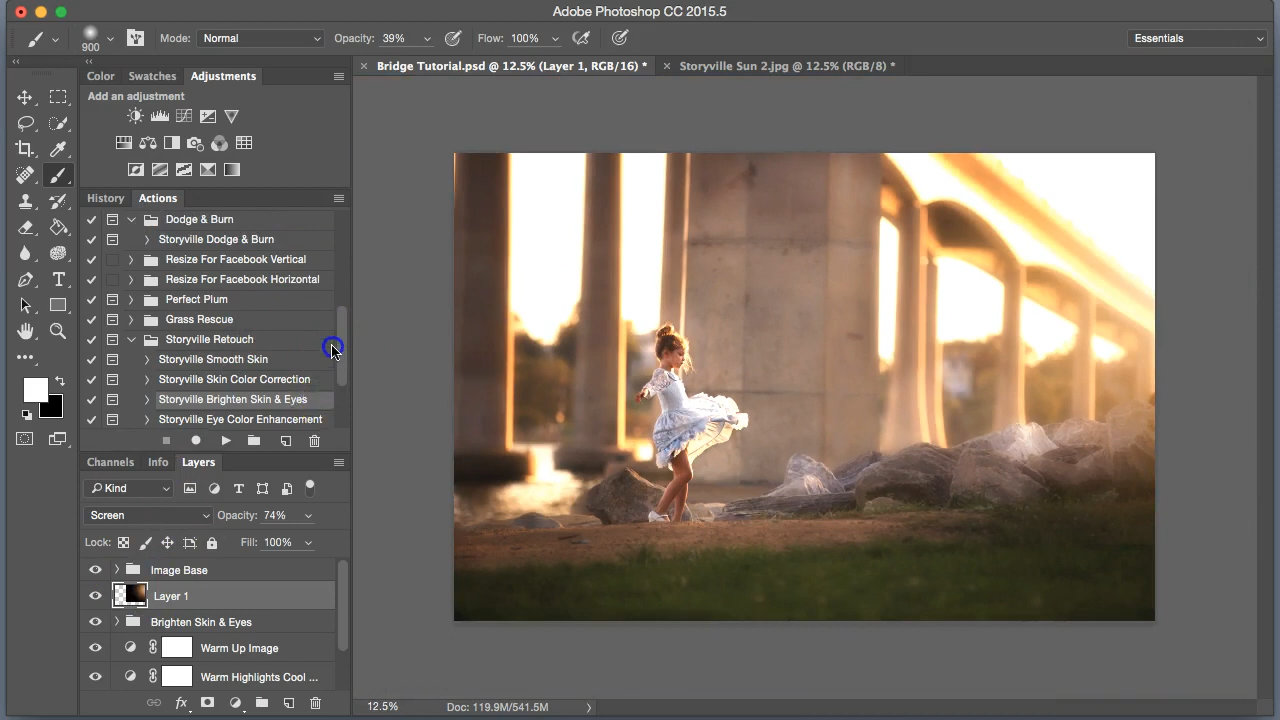 Adobe Photoshop CC 2015.5
900 Mode: Normal Opacity: 39% Flow: 100% Essentials
Bridge Tutorial.psd @ 12.5% (Layer 1, RGB/16) * Storyville Sun 2.jpg @ 12.5% (RGB/8) *
Color Swatches Adjustments
Add an adjustment
History Actions
Dodge & Burn
Storyville Dodge & Burn
Resize For Facebook Vertical
Resize For Facebook Horizontal
Perfect Plum
Grass Rescue
Storyville Retouch
Storyville Smooth Skin
Storyville Skin Color Correction
Storyville Brighten Skin & Eyes
Storyville Eye Color Enhancement
Channels Info Layers
Kind
Screen Opacity: 74%
Lock: Fill: 100%
Image Base
Layer 1
Brighten Skin & Eyes
Warm Up Image
Warm Highlights Cool ...
12.5% Doc: 119.9M/541.5M